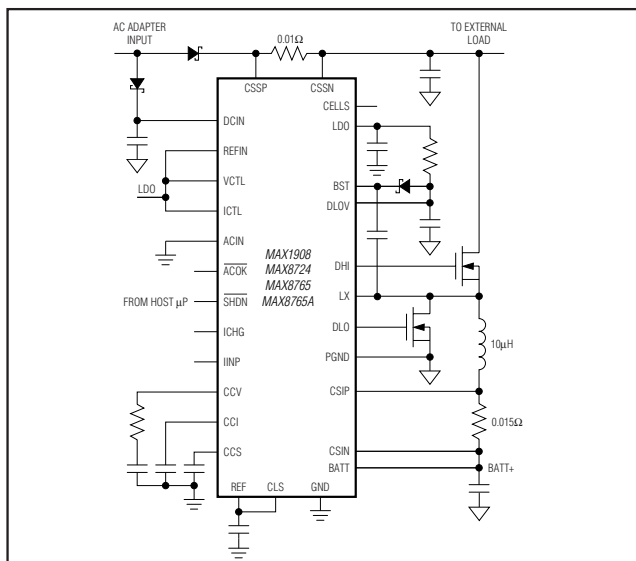 AC ADAPTER
INPUT
0.01Ω
TO EXTERNAL
LOAD
CSSP
CSSN
CELLS
DCIN
LDO
REFIN
LDO
VCTL
BST
ICTL
DLOV
ACIN
MAX1908
MAX8724
MAX8765
MAX8765A
ACOK
DHI
FROM HOST μP
SHDN
LX
ICHG
DLO
IINP
PGND
10μH
CCV
CSIP
CCI
0.015Ω
CCS
CSIN
BATT
BATT+
REF
CLS
GND